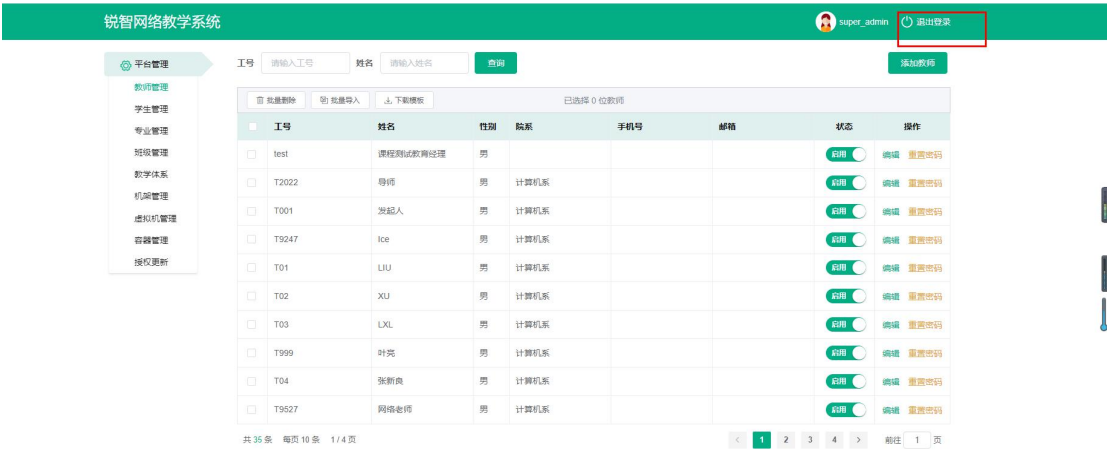 锐智网络教学系统 super_admin 退出登录
平台管理
教师管理
学生管理
专业管理
班级管理
教学体系
机架管理
虚拟机管理
容器管理
授权更新
工号 请输入工号 姓名 请输入姓名 查询 添加教师
批量删除 批量导入 下载模板 已选择 0 位教师
工号 姓名 性别 院系 手机号 邮箱 状态 操作
test 课程测试教育经理 男 启用 编辑 重置密码
T2022 导师 男 计算机系 启用 编辑 重置密码
T001 发起人 男 计算机系 启用 编辑 重置密码
T9247 Ice 男 计算机系 启用 编辑 重置密码
T01 LIU 男 计算机系 启用 编辑 重置密码
T02 XU 男 计算机系 启用 编辑 重置密码
T03 LXL 男 计算机系 启用 编辑 重置密码
T999 叶亮 男 计算机系 启用 编辑 重置密码
T04 张新良 男 计算机系 启用 编辑 重置密码
T9527 网络老师 男 计算机系 启用 编辑 重置密码
共 35 条 每页 10 条 1 / 4 页 < 1 2 3 4 > 前往 1 页